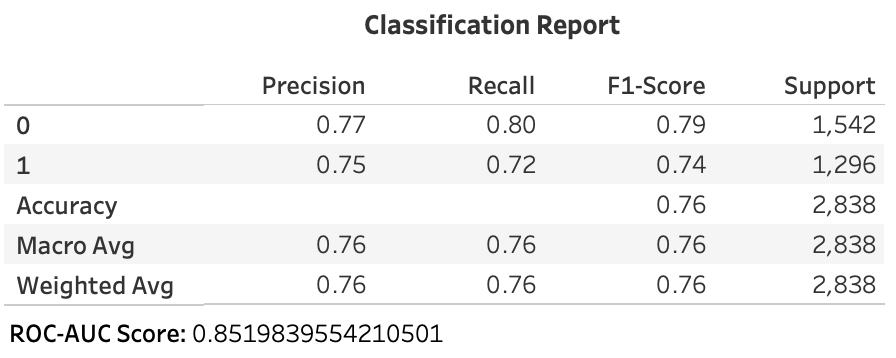 Classification Report
Precision Recall F1-Score Support
0 0.77 0.80 0.79 1,542
1 0.75 0.72 0.74 1,296
Accuracy 0.76 2,838
Macro Avg 0.76 0.76 0.76 2,838
Weighted Avg 0.76 0.76 0.76 2,838
ROC-AUC Score: 0.8519839554210501